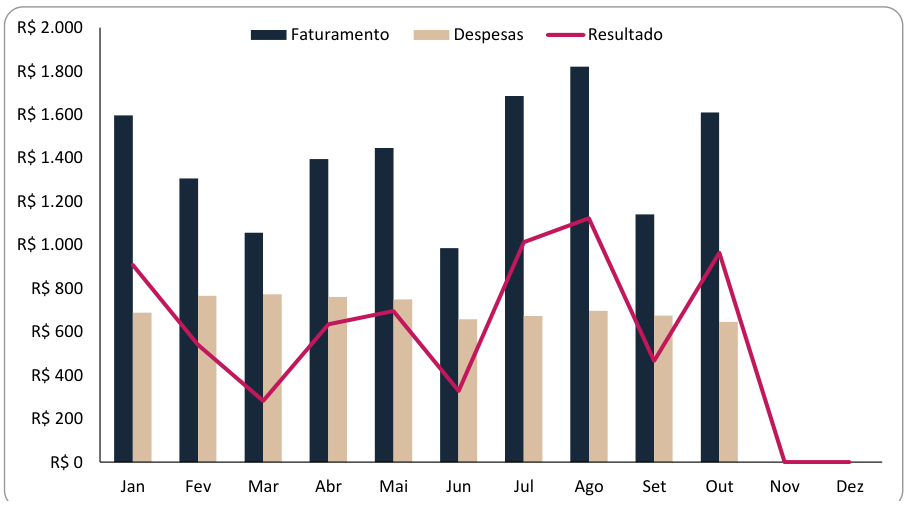 R$ 2.000
Faturamento Despesas Resultado
R$ 1.800
R$ 1.600
R$ 1.400
R$ 1.200
R$ 1.000
R$ 800
R$ 600
R$ 400
R$ 200
R$ 0
Jan Fev Mar Abr Mai Jun Jul Ago Set Out Nov Dez